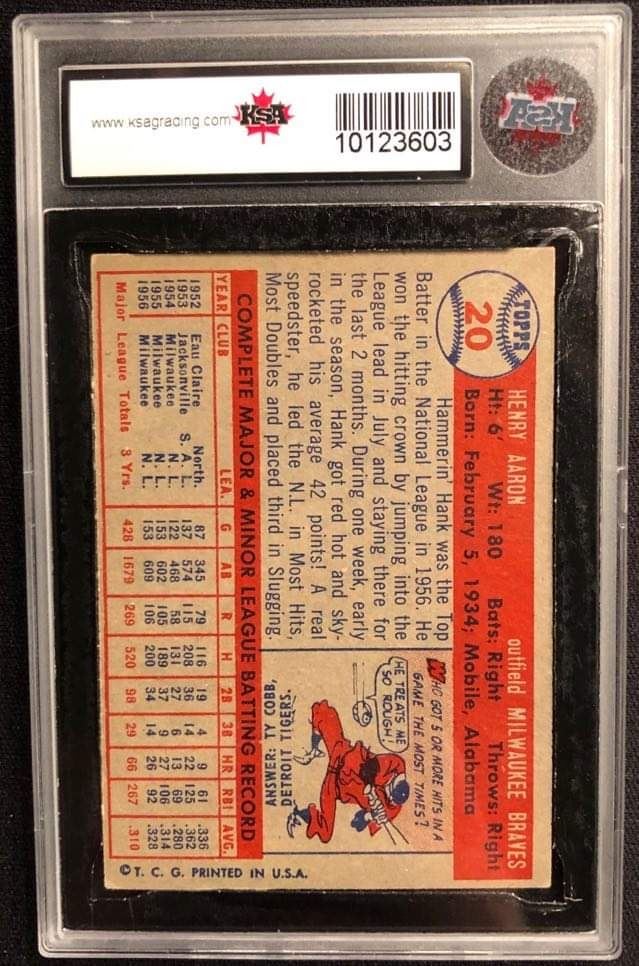 www.ksagrading.com
KSA
10123603
KSA
TOPPS
20
HENRY AARON outfield MILWAUKEE BRAVES
Ht: 6' Wt: 180 Bats: Right Throws: Right
Born: February 5, 1934; Mobile, Alabama
Hammerin' Hank was the Top
Batter in the National League in 1956. He
won the hitting crown by jumping into the
League lead in July and staying there for
the last 2 months. During one week, early
in the season, Hank got red hot and sky-
rocketed his average 42 points! A real
speedster, he led the N.L. in Most Hits,
Most Doubles and placed third in Slugging.
WHO GOT 5 OR MORE HITS IN A
GAME THE MOST TIMES?
HE TREATS ME
SO ROUGH!
ANSWER: TY COBB,
DETROIT TIGERS.
COMPLETE MAJOR & MINOR LEAGUE BATTING RECORD
YEAR CLUB LEA. G AB R H 2B 3B HR RBI AVG.
1952 Eau Claire North. 87 345 79 116 19 4 9 61 .336
1953 Jacksonville S. A. L. 137 574 115 208 36 14 22 125 .362
1954 Milwaukee N. L. 122 468 58 131 27 6 13 69 .280
1955 Milwaukee N. L. 153 602 105 189 37 9 27 106 .314
1956 Milwaukee N. L. 153 609 106 200 34 14 26 92 .328
Major League Totals 3 Yrs. 428 1679 269 520 98 29 66 267 .310
©T. C. G. PRINTED IN U.S.A.